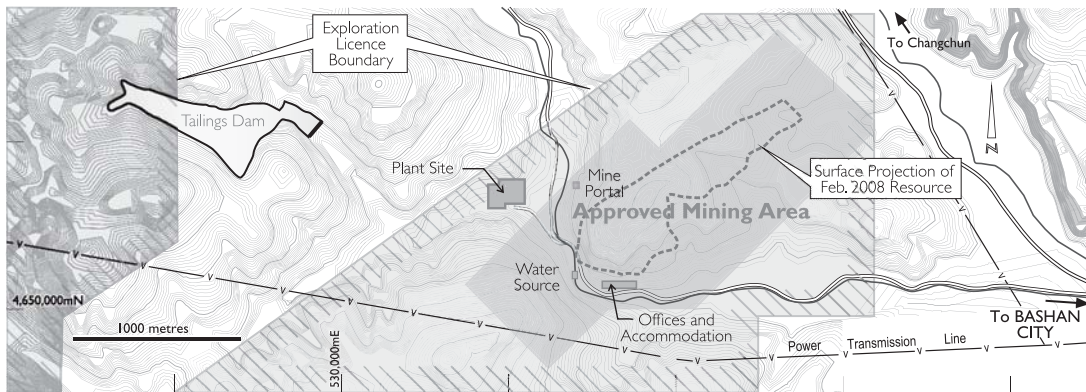 Exploration
Licence
Boundary
To Changchun
Tailings Dam
N
Plant Site
Mine
Portal
Surface Projection of
Feb. 2008 Resource
Approved Mining Area
Water
Source
4,650,000mN
1000 metres
Offices and
Accommodation
To BASHAN
CITY
530,000mE
Power Transmission Line